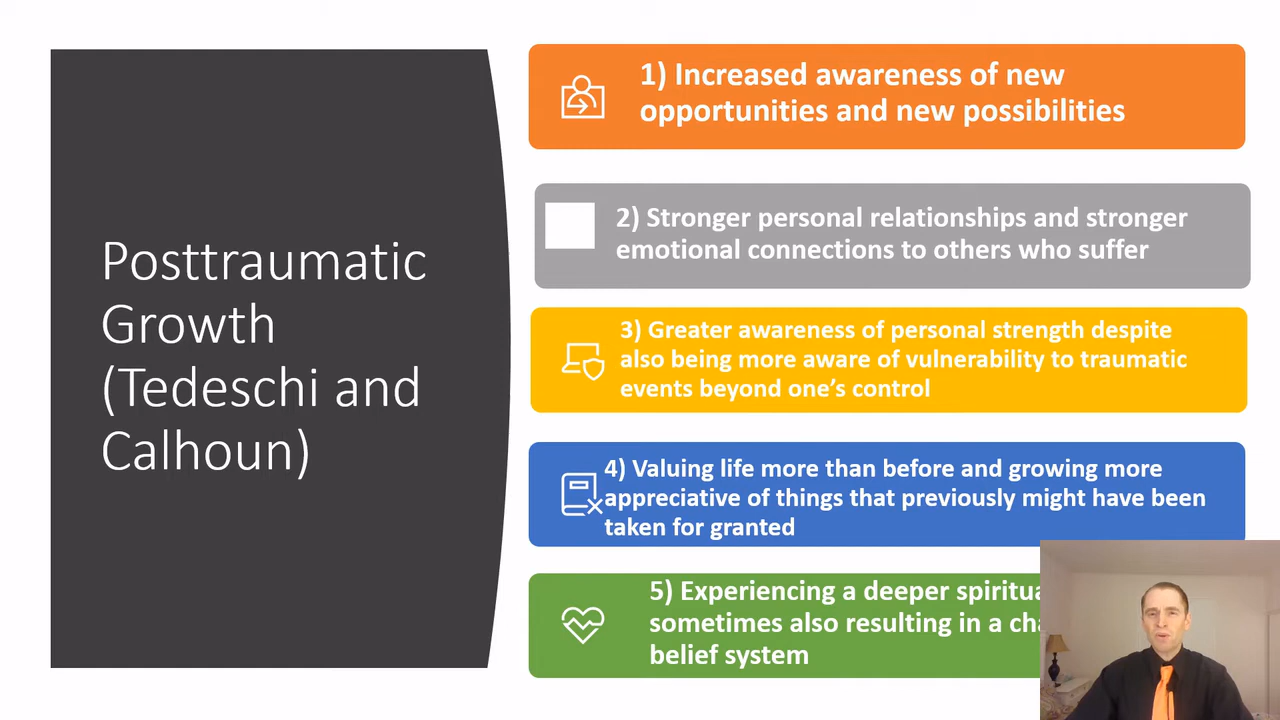 Posttraumatic
Growth
(Tedeschi and
Calhoun)
1) Increased awareness of new
opportunities and new possibilities
2) Stronger personal relationships and stronger
emotional connections to others who suffer
3) Greater awareness of personal strength despite
also being more aware of vulnerability to traumatic
events beyond one’s control
4) Valuing life more than before and growing more
appreciative of things that previously might have been
taken for granted
5) Experiencing a deeper
sometimes also resulting in a
belief system